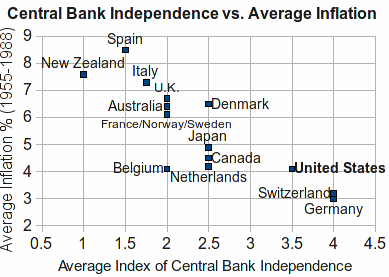 Central Bank Independence vs. Average Inflation
Average Inflation % (1955-1988)
9
8
7
6
5
4
3
2
Spain
New Zealand
Italy
U.K.
Australia
Denmark
France/Norway/Sweden
Japan
Canada
Belgium
Netherlands
United States
Switzerland
Germany
0.5 1 1.5 2 2.5 3 3.5 4 4.5
Average Index of Central Bank Independence